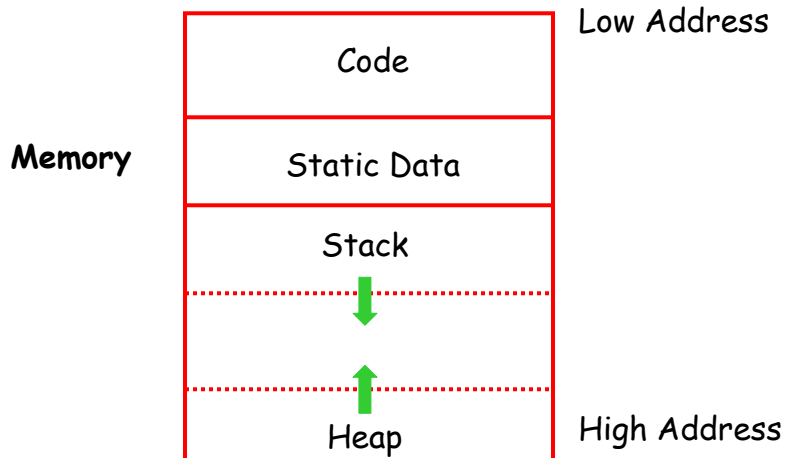 Low Address
Code
Memory
Static Data
Stack
Heap
High Address